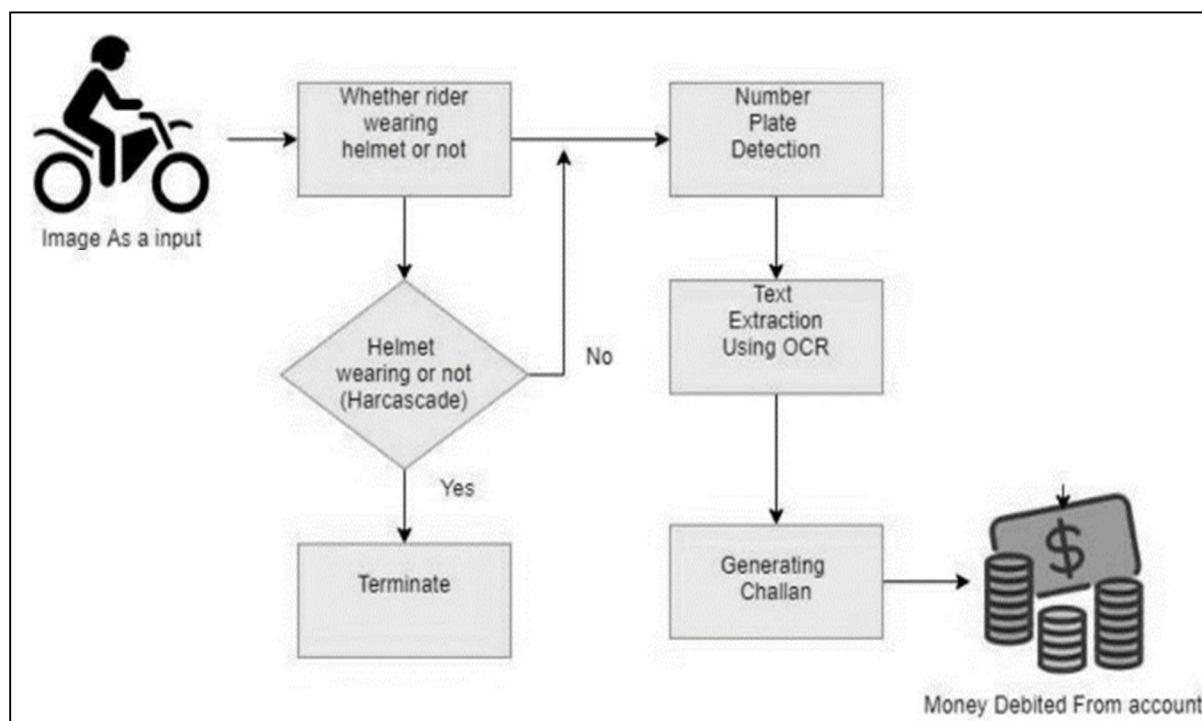 Image As a input
Whether rider
wearing
helmet or not
Helmet
wearing or not
(Harcascade)
No
Yes
Terminate
Number
Plate
Detection
Text
Extraction
Using OCR
Generating
Challan
$
Money Debited From account